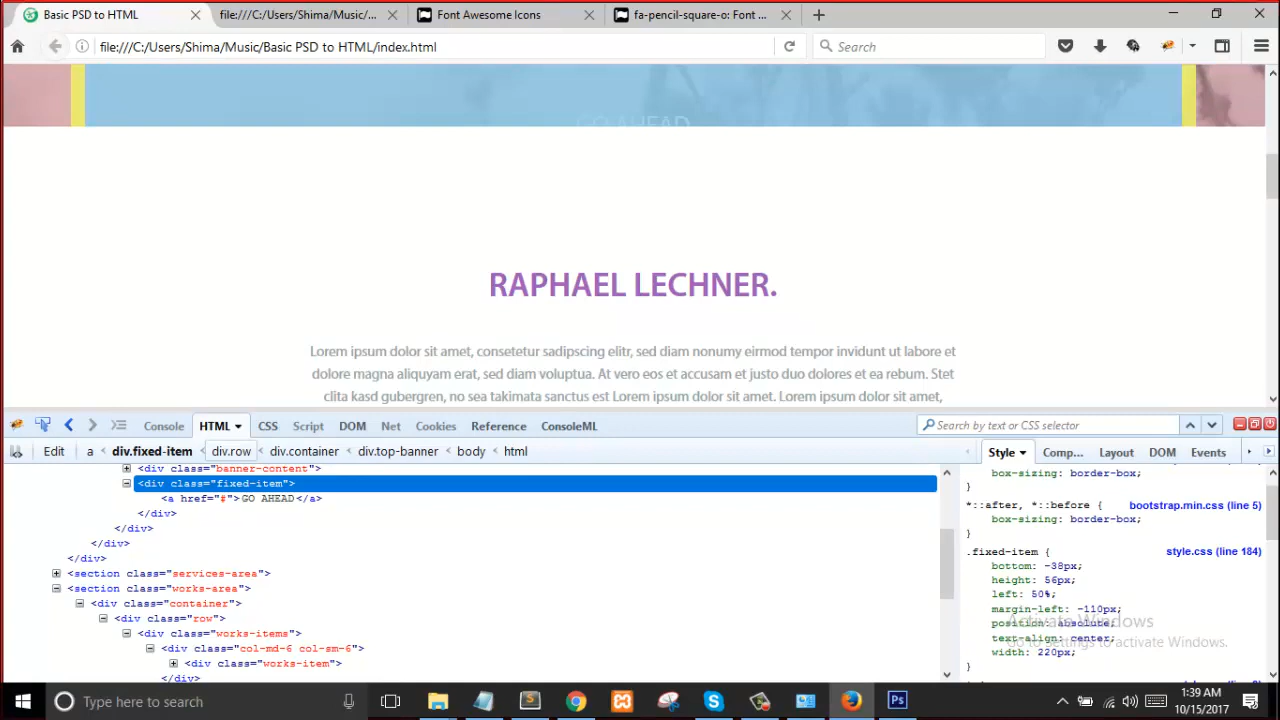 Basic PSD to HTML
file:///C:/Users/Shima/Music/...
Font Awesome Icons
fa-pencil-square-o: Font ...
file:///C:/Users/Shima/Music/Basic PSD to HTML/index.html
Search
GO AHEAD
RAPHAEL LECHNER.
Lorem ipsum dolor sit amet, consetetur sadipscing elitr, sed diam nonumy eirmod tempor invidunt ut labore et
dolore magna aliquyam erat, sed diam voluptua. At vero eos et accusam et justo duo dolores et ea rebum. Stet
clita kasd gubergren, no sea takimata sanctus est Lorem ipsum dolor sit amet. Lorem ipsum dolor sit amet,
Console HTML CSS Script DOM Net Cookies Reference ConsoleML
Search by text or CSS selector
Edit a < div.fixed-item < div.row < div.container < div.top-banner < body < html
Style Comp... Layout DOM Events
<div class="banner-content">
<div class="fixed-item">
<a href="#">GO AHEAD</a>
</div>
</div>
</div>
</div>
<section class="services-area">
<section class="works-area">
<div class="container">
<div class="row">
<div class="works-items">
<div class="col-md-6 col-sm-6">
<div class="works-item">
</div>
box-sizing: border-box;
}
*::after, *::before { bootstrap.min.css (line 5)
box-sizing: border-box;
}
.fixed-item { style.css (line 184)
bottom: -38px;
height: 56px;
left: 50%;
margin-left: -110px;
position: absolute;
text-align: center;
width: 220px;
}
Activate Windows
Go to Settings to activate Windows.
Type here to search
1:39 AM
10/15/2017